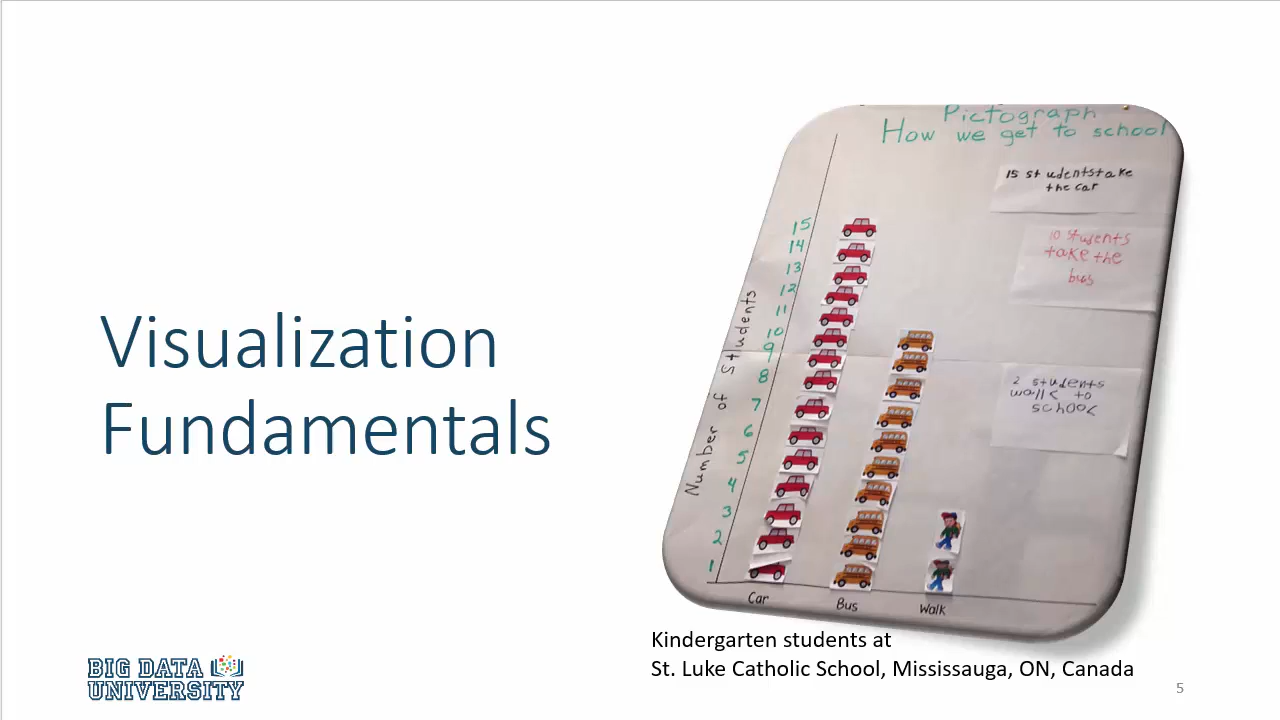 Visualization
Fundamentals
Pictograph
How we get to school
15 st udentstake
the car
10 students
take the
bus
2 students
walk to
school
Number of students
15
14
13
12
11
10
9
8
7
6
5
4
3
2
1
Car Bus Walk
Kindergarten students at
St. Luke Catholic School, Mississauga, ON, Canada
BIG DATA
UNIVERSITY
5